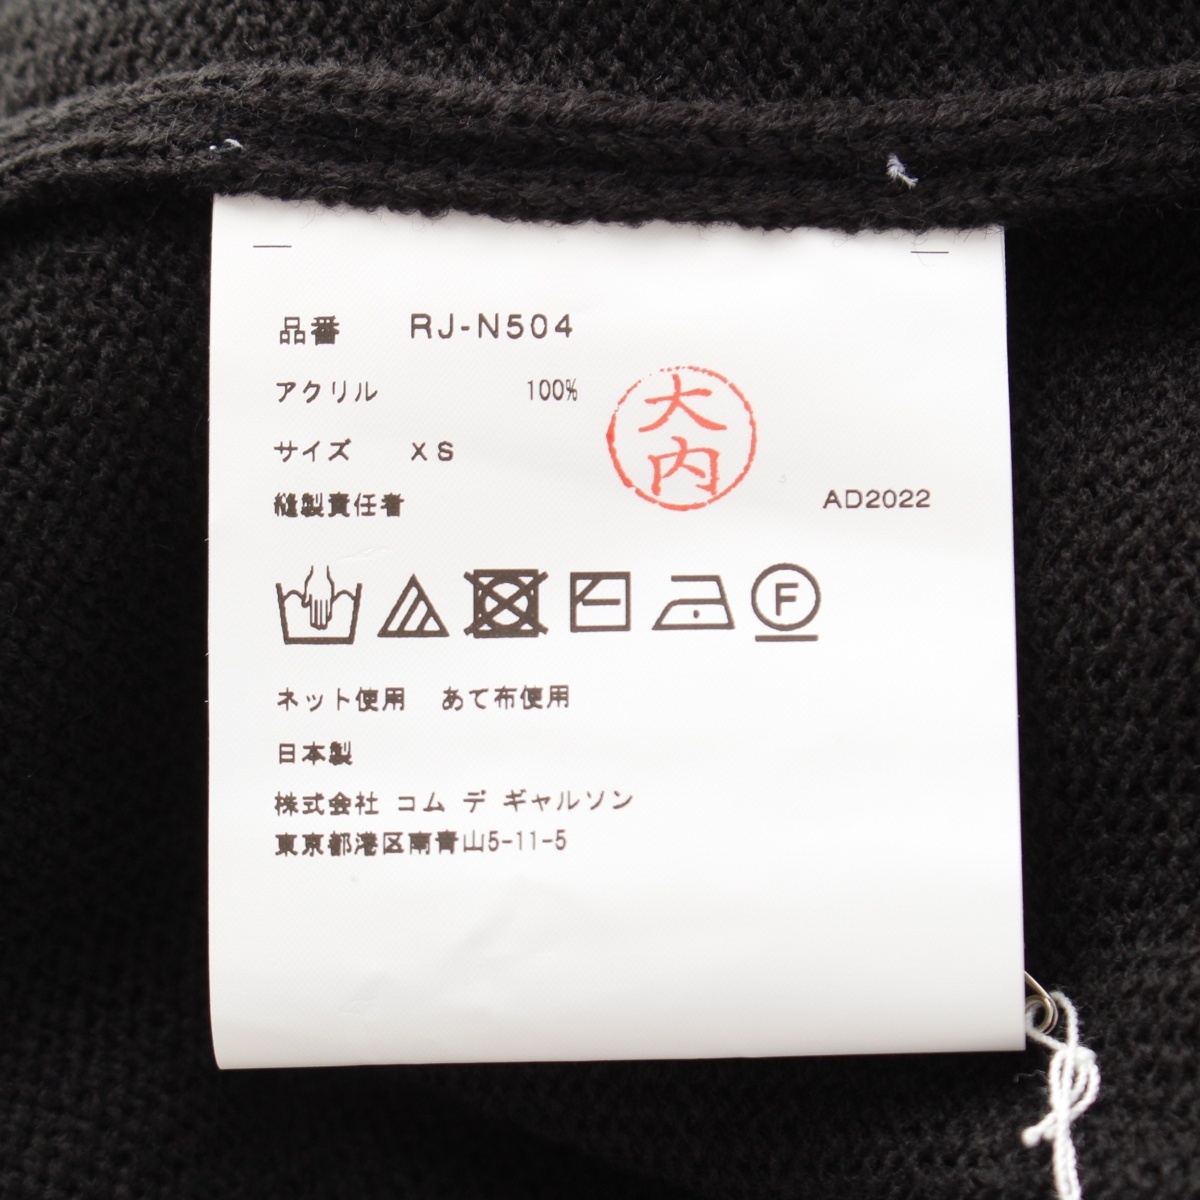 品番 RJ-N504
アクリル 100%
サイズ XS
縫製責任者
大内
AD2022
F
ネット使用 あて布使用
日本製
株式会社 コム デ ギャルソン
東京都港区南青山5-11-5